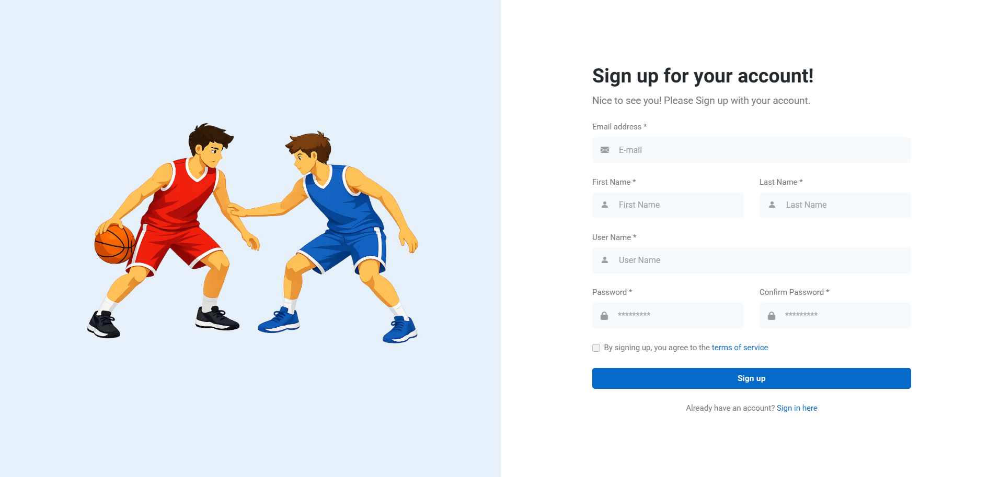 Sign up for your account!
Nice to see you! Please Sign up with your account.
Email address *
E-mail
First Name *
Last Name *
First Name
Last Name
User Name *
User Name
Password *
Confirm Password *
*********
*********
By signing up, you agree to the terms of service
Sign up
Already have an account? Sign in here